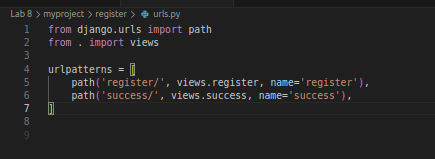 Lab 8 > myproject > register > urls.py
1 from django.urls import path
2 from . import views
3
4 urlpatterns = [
5     path('register/', views.register, name='register'),
6     path('success/', views.success, name='success'),
7 ]
8
9